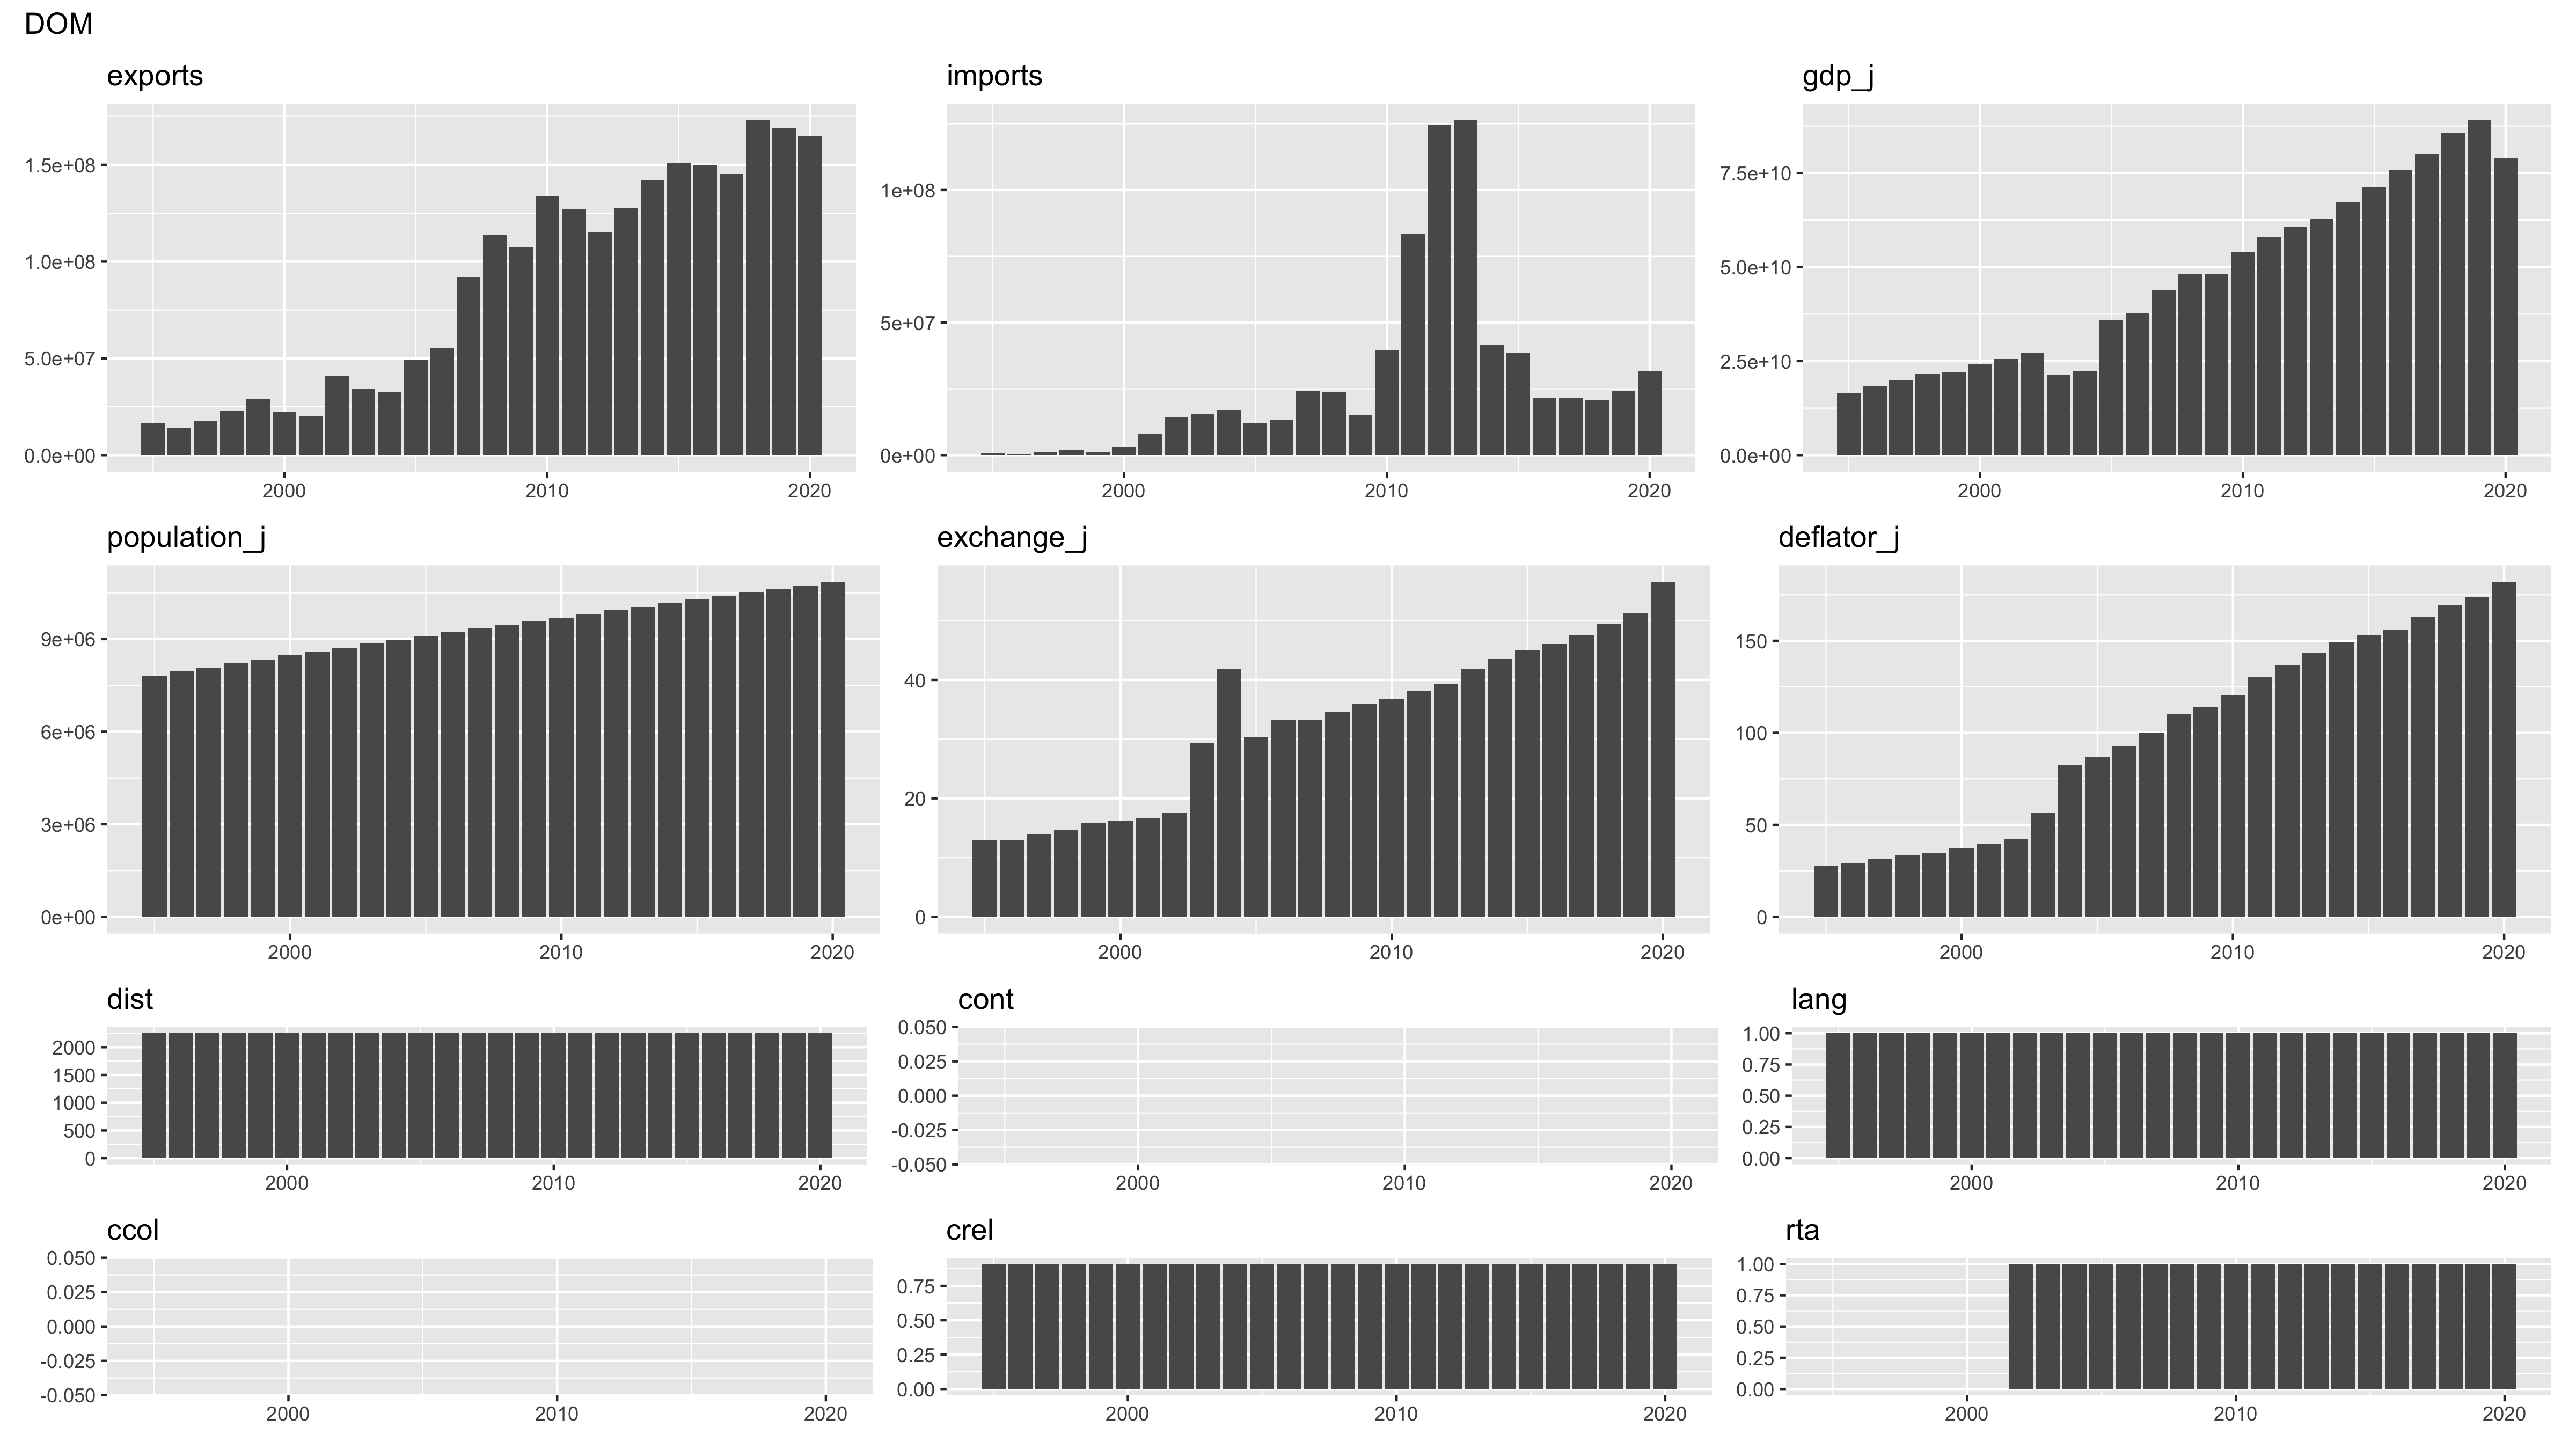 DOM
exports
imports
gdp_j
1.5e+08
1.0e+08
5.0e+07
0.0e+00
2000
2010
2020
1e+08
5e+07
0e+00
2000
2010
2020
7.5e+10
5.0e+10
2.5e+10
0.0e+00
2000
2010
2020
population_j
exchange_j
deflator_j
9e+06
6e+06
3e+06
0e+00
2000
2010
2020
40
20
0
2000
2010
2020
150
100
50
0
2000
2010
2020
dist
cont
lang
2000
1500
1000
500
0
2000
2010
2020
0.050
0.025
0.000
-0.025
-0.050
2000
2010
2020
1.00
0.75
0.50
0.25
0.00
2000
2010
2020
ccol
crel
rta
0.050
0.025
0.000
-0.025
-0.050
2000
2010
2020
0.75
0.50
0.25
0.00
2000
2010
2020
1.00
0.75
0.50
0.25
0.00
2000
2010
2020